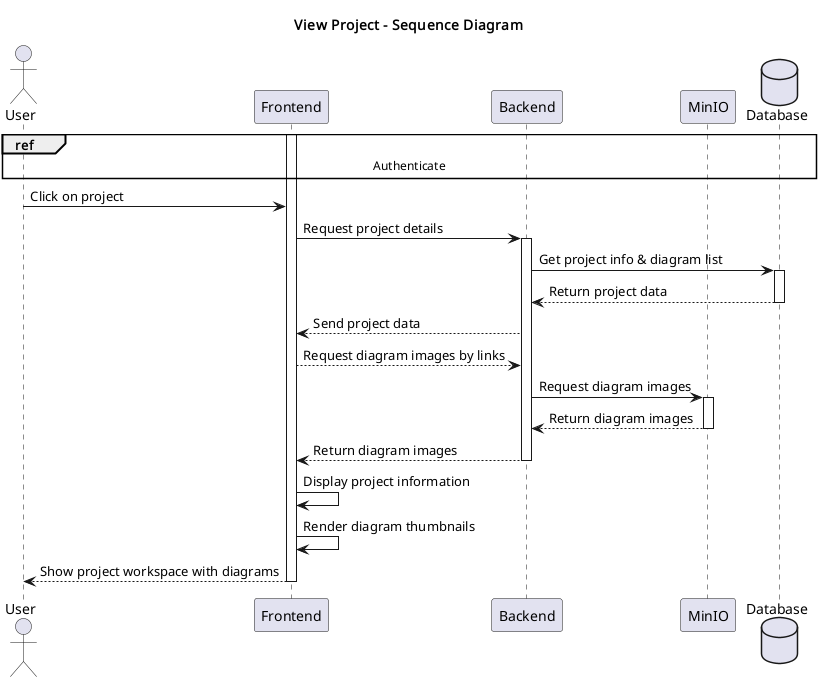 View Project - Sequence Diagram
User
Frontend
Backend
MinIO
Database
ref
Authenticate
Click on project
Request project details
Get project info & diagram list
Return project data
Send project data
Request diagram images by links
Request diagram images
Return diagram images
Return diagram images
Display project information
Render diagram thumbnails
Show project workspace with diagrams
User
Frontend
Backend
MinIO
Database